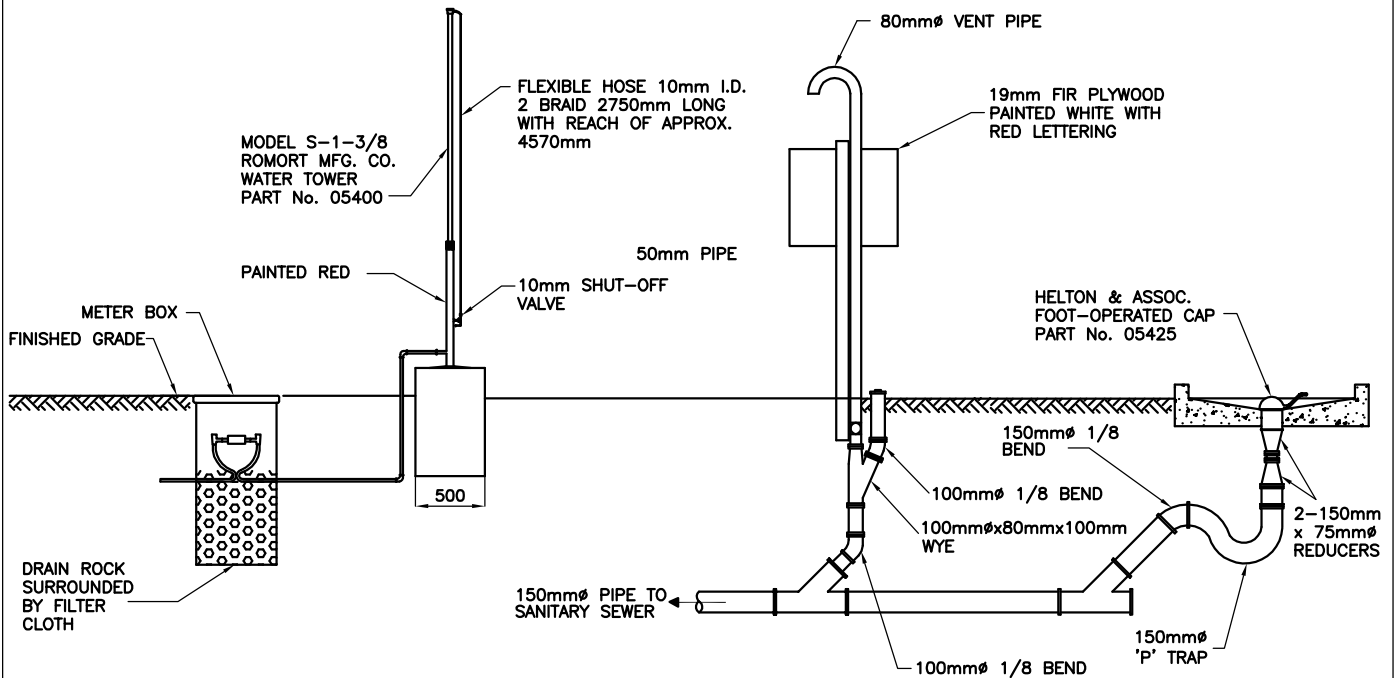 80mmø VENT PIPE
FLEXIBLE HOSE 10mm I.D.
2 BRAID 2750mm LONG
WITH REACH OF APPROX.
4570mm
19mm FIR PLYWOOD
PAINTED WHITE WITH
RED LETTERING
MODEL S-1-3/8
ROMORT MFG. CO.
WATER TOWER
PART No. 05400
50mm PIPE
PAINTED RED
10mm SHUT-OFF
VALVE
METER BOX
FINISHED GRADE
HELTON & ASSOC.
FOOT-OPERATED CAP
PART No. 05425
150mmø 1/8
BEND
500
100mmø 1/8 BEND
100mmøx80mmx100mm
WYE
2-150mm
x 75mmø
REDUCERS
DRAIN ROCK
SURROUNDED
BY FILTER
CLOTH
150mmø PIPE TO
SANITARY SEWER
150mmø
'P' TRAP
100mmø 1/8 BEND